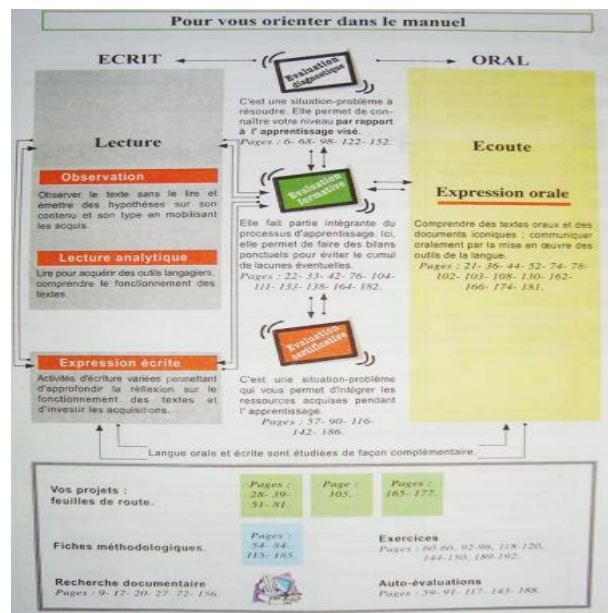 Pour vous orienter dans le manuel
ECRIT
ORAL
Evaluation
diagnostique
C'est une situation-problème à
résoudre. Elle permet de con-
naître votre niveau par rapport
à l' apprentissage visé.
Pages : 6- 68- 98- 122- 152.
Lecture
Observation
Observer le texte sans le lire et
émettre des hypothèses sur son
contenu et son type en mobilisant
les acquis.
Lecture analytique
Lire pour acquérir des outils langagiers,
comprendre le fonctionnement des
textes.
Expression écrite
Activités d'écriture variées permettant
d'approfondir la réflexion sur le
fonctionnement des textes et
d'investir les acquisitions.
Evaluation
formative
Elle fait partie intégrante du
processus d'apprentissage. Ici,
elle permet de faire des bilans
ponctuels pour éviter le cumul
de lacunes éventuelles.
Pages : 22- 33- 42- 76- 104-
111- 133- 138- 164- 182.
Evaluation
certificative
C'est une situation-problème
qui vous permet d'intégrer les
ressources acquises pendant
l' apprentissage.
Pages : 57- 90- 116-
142- 186.
Ecoute
Expression orale
Comprendre des textes oraux et des
documents iconiques ; communiquer
oralement par la mise en œuvre des
outils de la langue.
Pages : 21- 36- 44- 52- 74- 78-
102- 103- 108- 130- 162-
166- 174- 181.
Langue orale et écrite sont étudiées de façon complémentaire.
Vos projets :
feuilles de route.
Pages :
28- 39-
51- 81.
Page :
105.
Pages :
165- 177.
Fiches méthodologiques.
Pages :
54- 84-
115- 185.
Exercices
Pages : 60-66, 92-96, 118-120,
144-150, 189-192.
Recherche documentaire
Pages : 9- 17- 20- 27- 72- 156.
Auto-évaluations
Pages : 59- 91- 117- 143- 188.